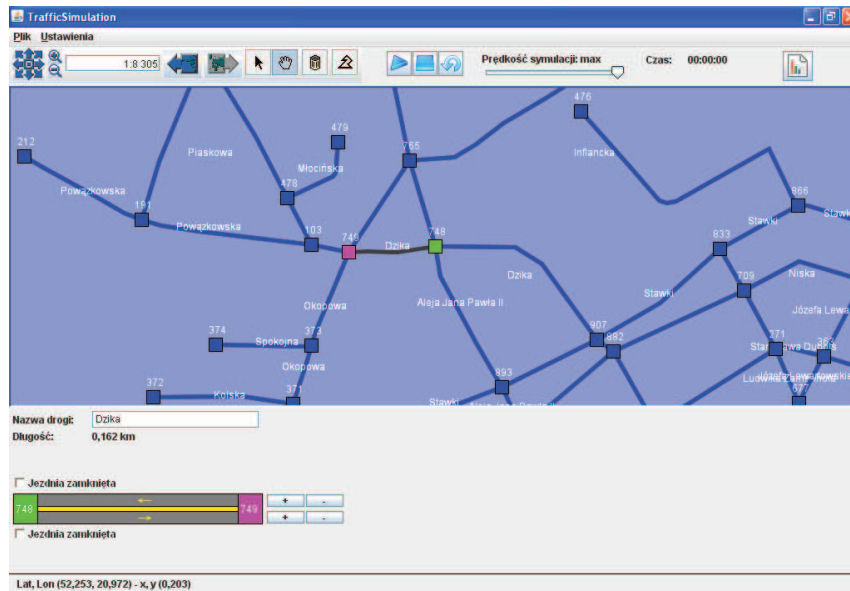 TrafficSimulation
Plik Ustawienia
1:8 305
Prędkość symulacji: max
Czas: 00:00:00
476
212
479
Piaskowa
765
Inflancka
Młocińska
478
866
Powązkowska
191
Stawki
Powązkowska
103
749
Dzika
748
833
Dzika
709
Niska
Stawki
Okopowa
Aleja Jana Pawła II
Józefa Lewa
374
373
907
882
271
Spokojna
Okopowa
893
372
371
Kolska
Stawki
677
Nazwa drogi: Dzika
Długość: 0,162 km
Jezdnia zamknięta
748
749
+ -
+ -
Jezdnia zamknięta
Lat, Lon (52,253, 20,972) - x, y (0,203)